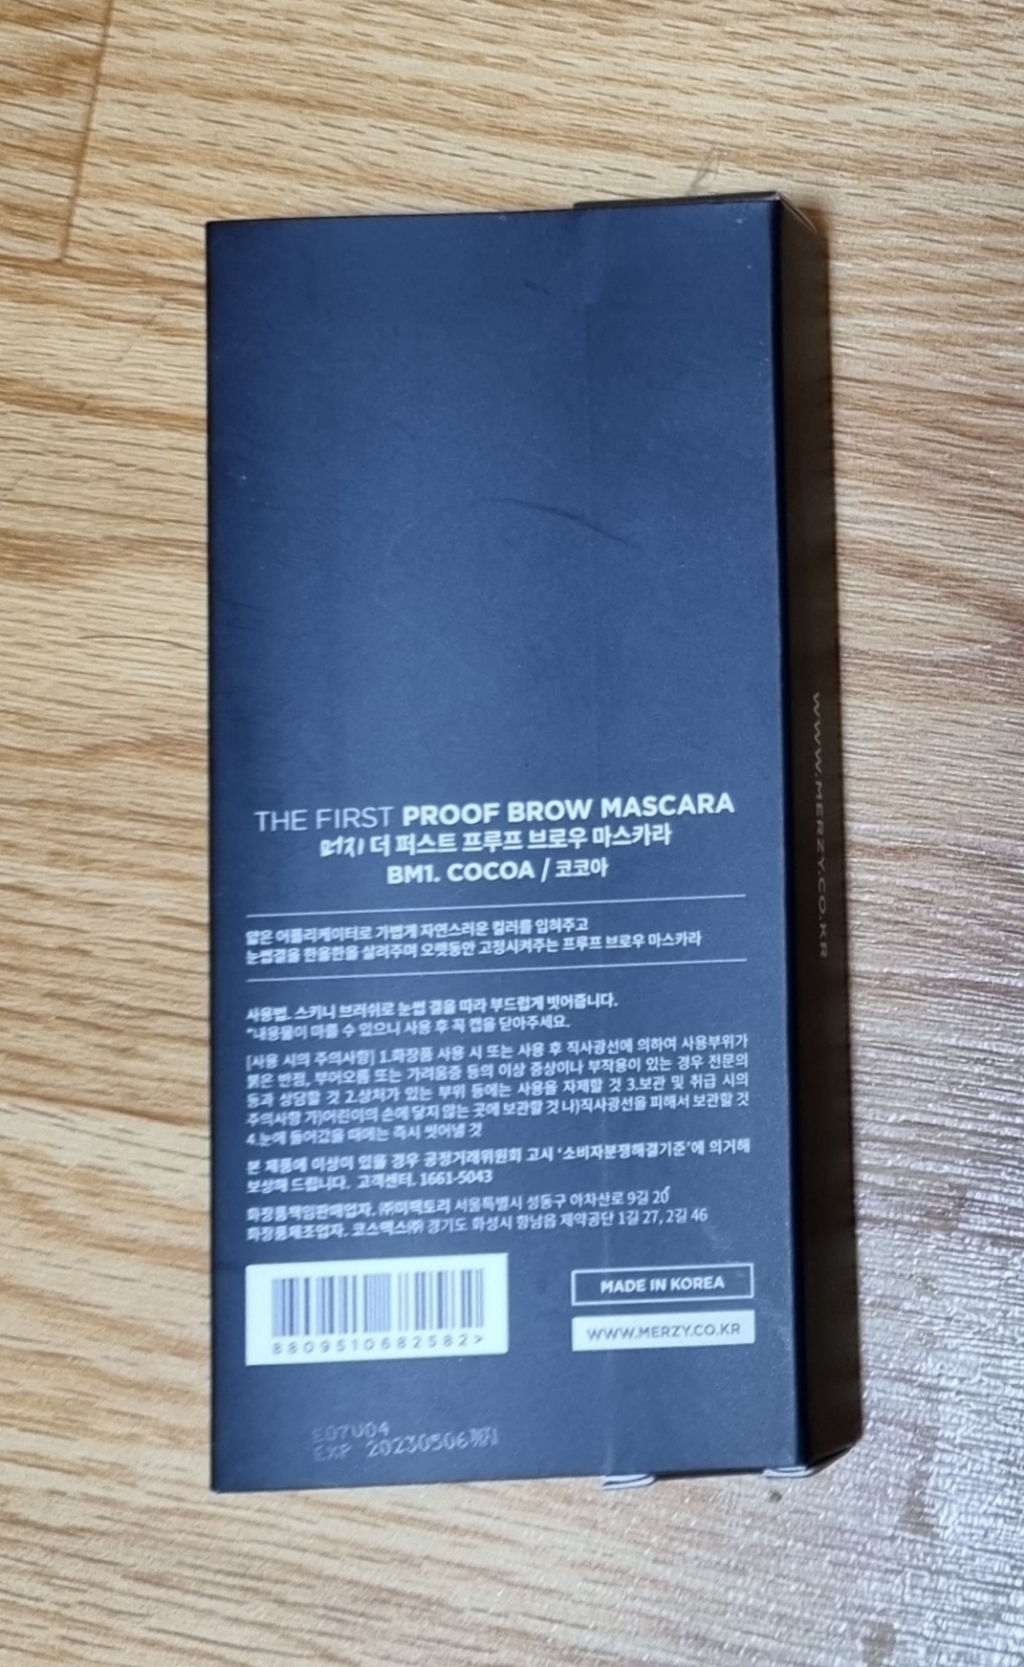 THE FIRST PROOF BROW MASCARA
머지 더 퍼스트 프루프 브로우 마스카라
BM1. COCOA / 코코아
얇은 어플리케이터로 가볍게 자연스러운 컬러를 입혀주고
눈썹결을 한올한올 살려주며 오랫동안 고정시켜주는 프루프 브로우 마스카라
사용법. 스키니 브러쉬로 눈썹 결을 따라 부드럽게 빗어줍니다.
*내용물이 마를 수 있으니 사용 후 꼭 캡을 닫아주세요.
[사용 시의 주의사항] 1.화장품 사용 시 또는 사용 후 직사광선에 의하여 사용부위가
붉은 반점, 부어오름 또는 가려움증 등의 이상 증상이나 부작용이 있는 경우 전문의
등과 상담할 것 2.상처가 있는 부위 등에는 사용을 자제할 것 3.보관 및 취급 시의
주의사항 가)어린이의 손에 닿지 않는 곳에 보관할 것 나)직사광선을 피해서 보관할 것
4.눈에 들어갔을 때에는 즉시 씻어낼 것
본 제품에 이상이 있을 경우 공정거래위원회 고시 '소비자분쟁해결기준'에 의거해
보상해 드립니다. 고객센터. 1661-5043
화장품책임판매업자. ㈜미팩토리 서울특별시 성동구 아차산로 9길 20
화장품제조업자. 코스맥스㈜ 경기도 화성시 향남읍 제약공단 1길 27, 2길 46
8809510682582>
MADE IN KOREA
WWW.MERZY.CO.KR
E07U04
EXP 20230506까지
WWW.MERZY.CO.KR